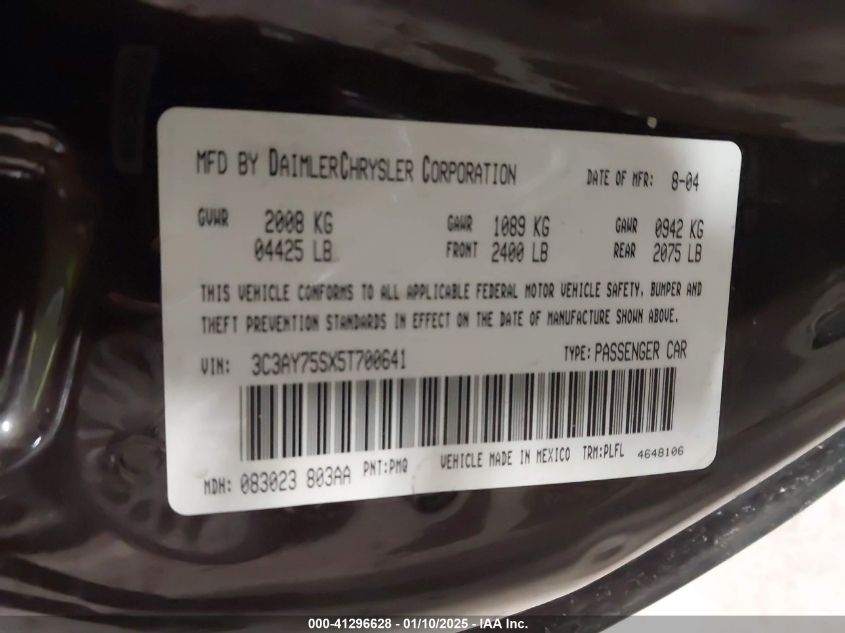 MFD BY DAIMLERCHRYSLER CORPORATION DATE OF MFR: 8-04
GVWR 2008 KG GAWR 1089 KG GAWR 0942 KG
04425 LB FRONT 2400 LB REAR 2075 LB
THIS VEHICLE CONFORMS TO ALL APPLICABLE FEDERAL MOTOR VEHICLE SAFETY, BUMPER AND
THEFT PREVENTION STANDARDS IN EFFECT ON THE DATE OF MANUFACTURE SHOWN ABOVE.
VIN: 3C3AY75SX5T700641 TYPE: PASSENGER CAR
MDH: 083023 803AA PNT:PMQ VEHICLE MADE IN MEXICO TRM:PLFL 4648106
000-41296628 - 01/10/2025 - IAA Inc.